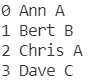 0 Ann A
1 Bert B
2 Chris A
3 Dave C